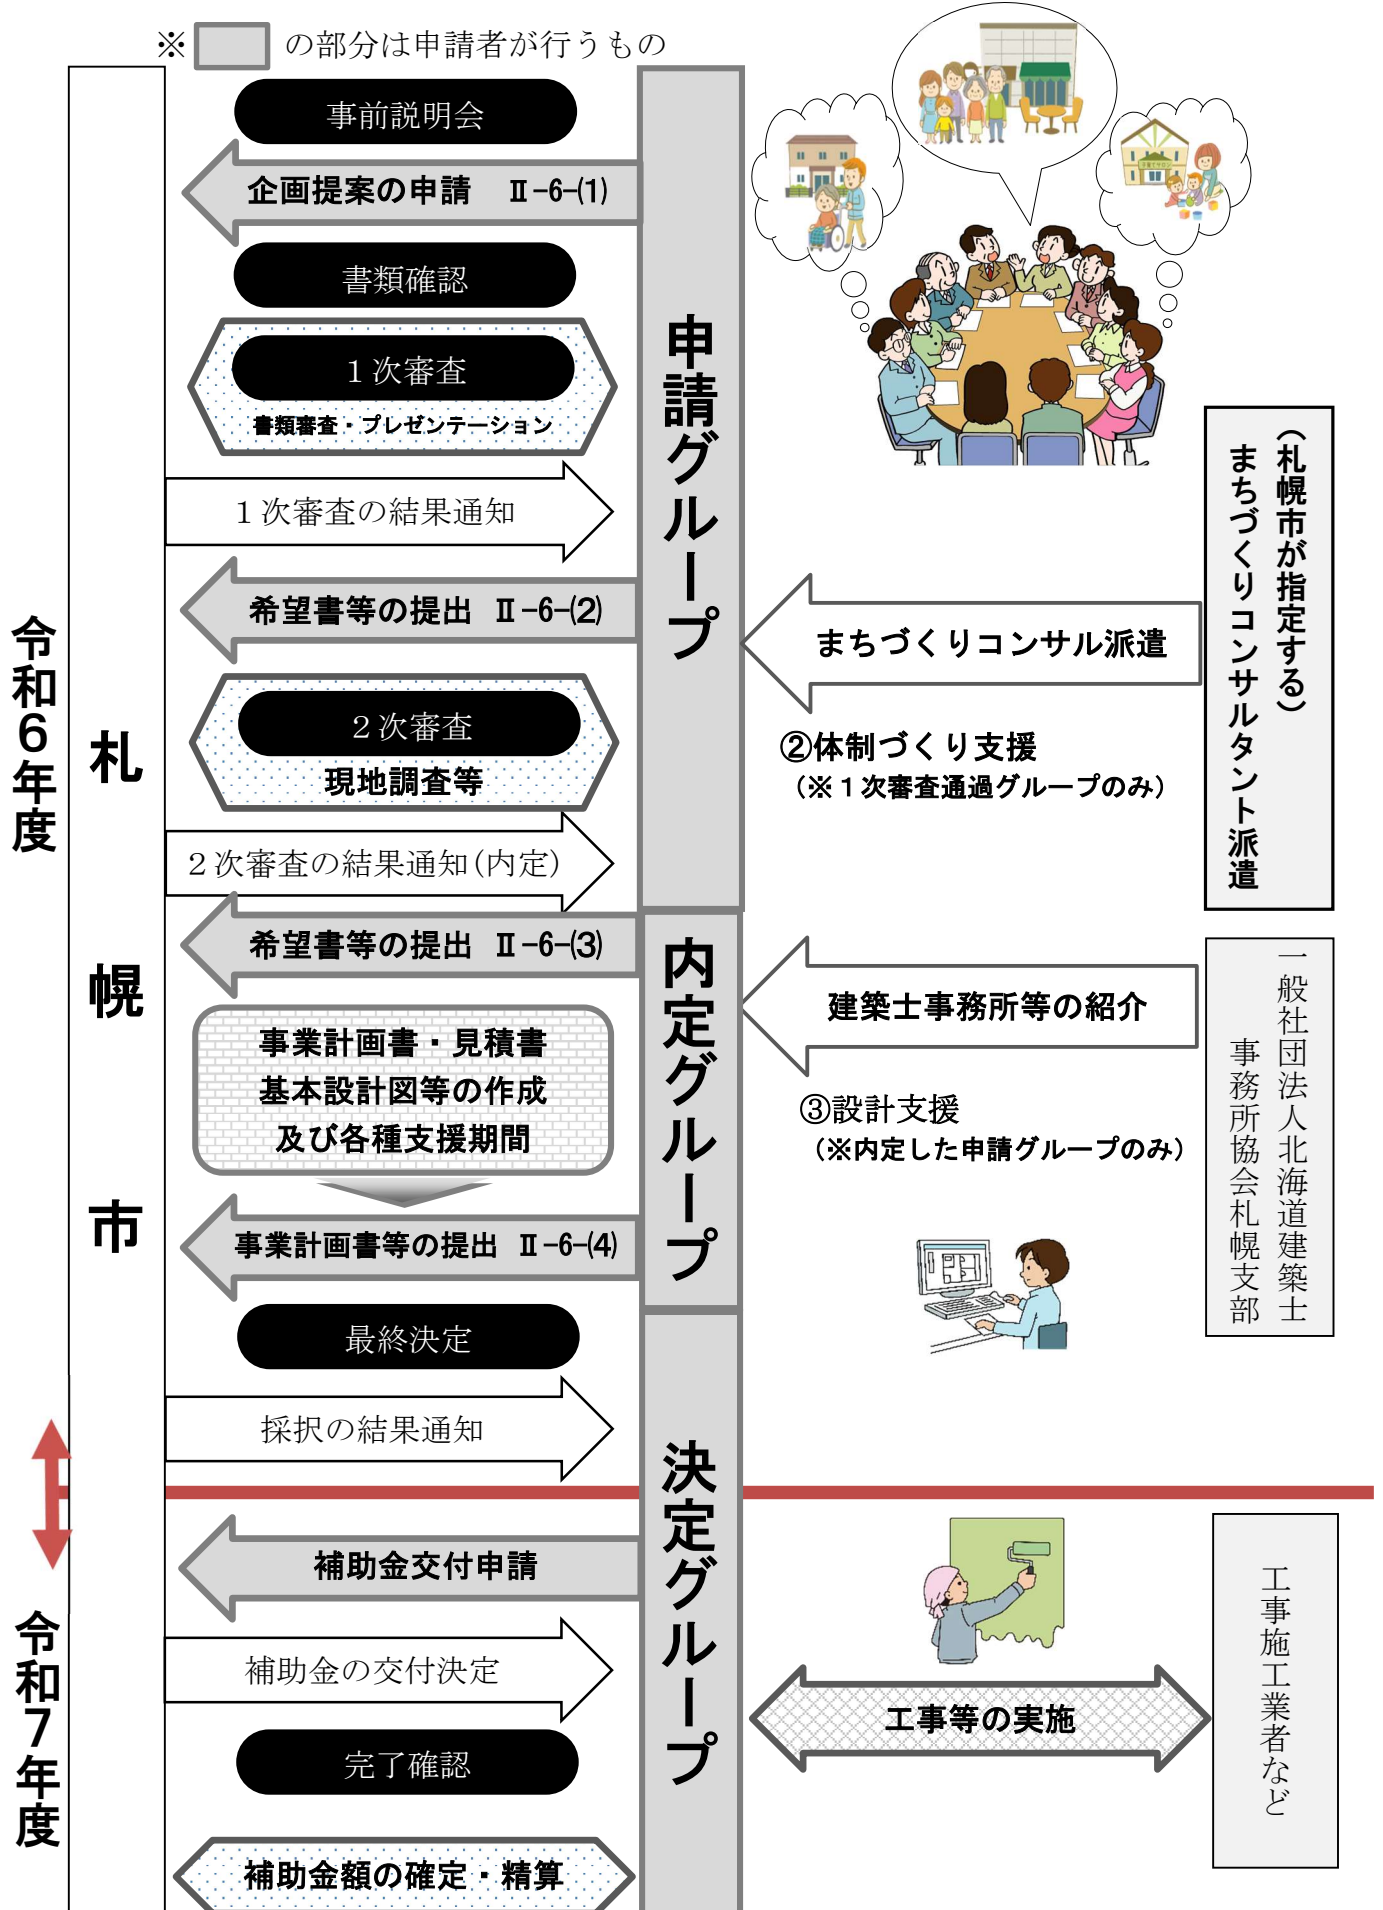 ※ の部分は申請者が行うもの
事前説明会
企画提案の申請 Ⅱ-6-(1)
書類確認
１次審査
書類審査・プレゼンテーション
１次審査の結果通知
希望書等の提出 Ⅱ-6-(2)
２次審査
現地調査等
２次審査の結果通知(内定)
希望書等の提出 Ⅱ-6-(3)
事業計画書・見積書
基本設計図等の作成
及び各種支援期間
事業計画書等の提出 Ⅱ-6-(4)
最終決定
採択の結果通知
補助金交付申請
補助金の交付決定
完了確認
補助金額の確定・精算
令和６年度
令和７年度
札幌市
申請グループ
内定グループ
決定グループ
子育てサロン
（札幌市が指定する）
まちづくりコンサルタント派遣
まちづくりコンサル派遣
②体制づくり支援
（※１次審査通過グループのみ）
建築士事務所等の紹介
③設計支援
（※内定した申請グループのみ）
一般社団法人北海道建築士
事務所協会札幌支部
工事等の実施
工事施工業者など